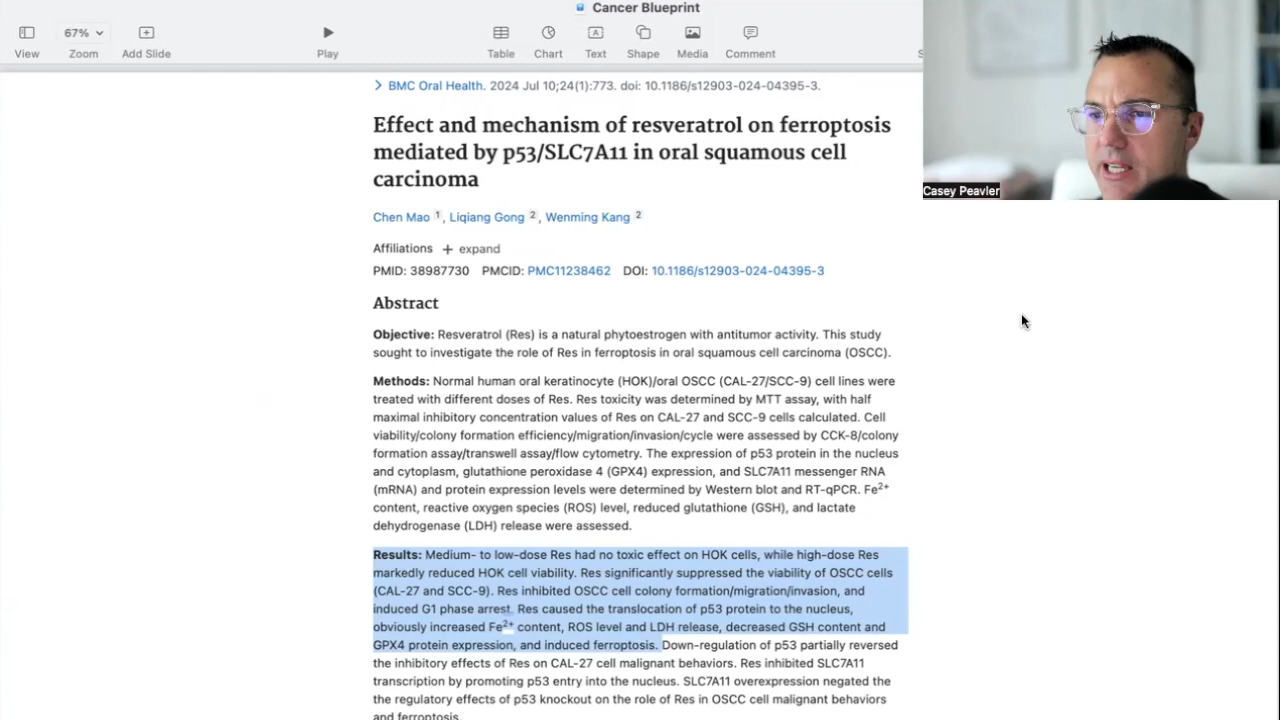 Cancer Blueprint
67%
View Zoom Add Slide Play Table Chart Text Shape Media Comment
BMC Oral Health. 2024 Jul 10;24(1):773. doi: 10.1186/s12903-024-04395-3.
Casey Peavler
Effect and mechanism of resveratrol on ferroptosis
mediated by p53/SLC7A11 in oral squamous cell
carcinoma
Chen Mao 1, Liqiang Gong 2, Wenming Kang 2
Affiliations + expand
PMID: 38987730 PMCID: PMC11238462 DOI: 10.1186/s12903-024-04395-3
Abstract
Objective: Resveratrol (Res) is a natural phytoestrogen with antitumor activity. This study
sought to investigate the role of Res in ferroptosis in oral squamous cell carcinoma (OSCC).
Methods: Normal human oral keratinocyte (HOK)/oral OSCC (CAL-27/SCC-9) cell lines were
treated with different doses of Res. Res toxicity was determined by MTT assay, with half
maximal inhibitory concentration values of Res on CAL-27 and SCC-9 cells calculated. Cell
viability/colony formation efficiency/migration/invasion/cycle were assessed by CCK-8/colony
formation assay/transwell assay/flow cytometry. The expression of p53 protein in the nucleus
and cytoplasm, glutathione peroxidase 4 (GPX4) expression, and SLC7A11 messenger RNA
(mRNA) and protein expression levels were determined by Western blot and RT-qPCR. Fe2+
content, reactive oxygen species (ROS) level, reduced glutathione (GSH), and lactate
dehydrogenase (LDH) release were assessed.
Results: Medium- to low-dose Res had no toxic effect on HOK cells, while high-dose Res
markedly reduced HOK cell viability. Res significantly suppressed the viability of OSCC cells
(CAL-27 and SCC-9). Res inhibited OSCC cell colony formation/migration/invasion, and
induced G1 phase arrest. Res caused the translocation of p53 protein to the nucleus,
obviously increased Fe2+ content, ROS level and LDH release, decreased GSH content and
GPX4 protein expression, and induced ferroptosis. Down-regulation of p53 partially reversed
the inhibitory effects of Res on CAL-27 cell malignant behaviors. Res inhibited SLC7A11
transcription by promoting p53 entry into the nucleus. SLC7A11 overexpression negated the
the regulatory effects of p53 knockout on the role of Res in OSCC cell malignant behaviors
and ferroptosis.